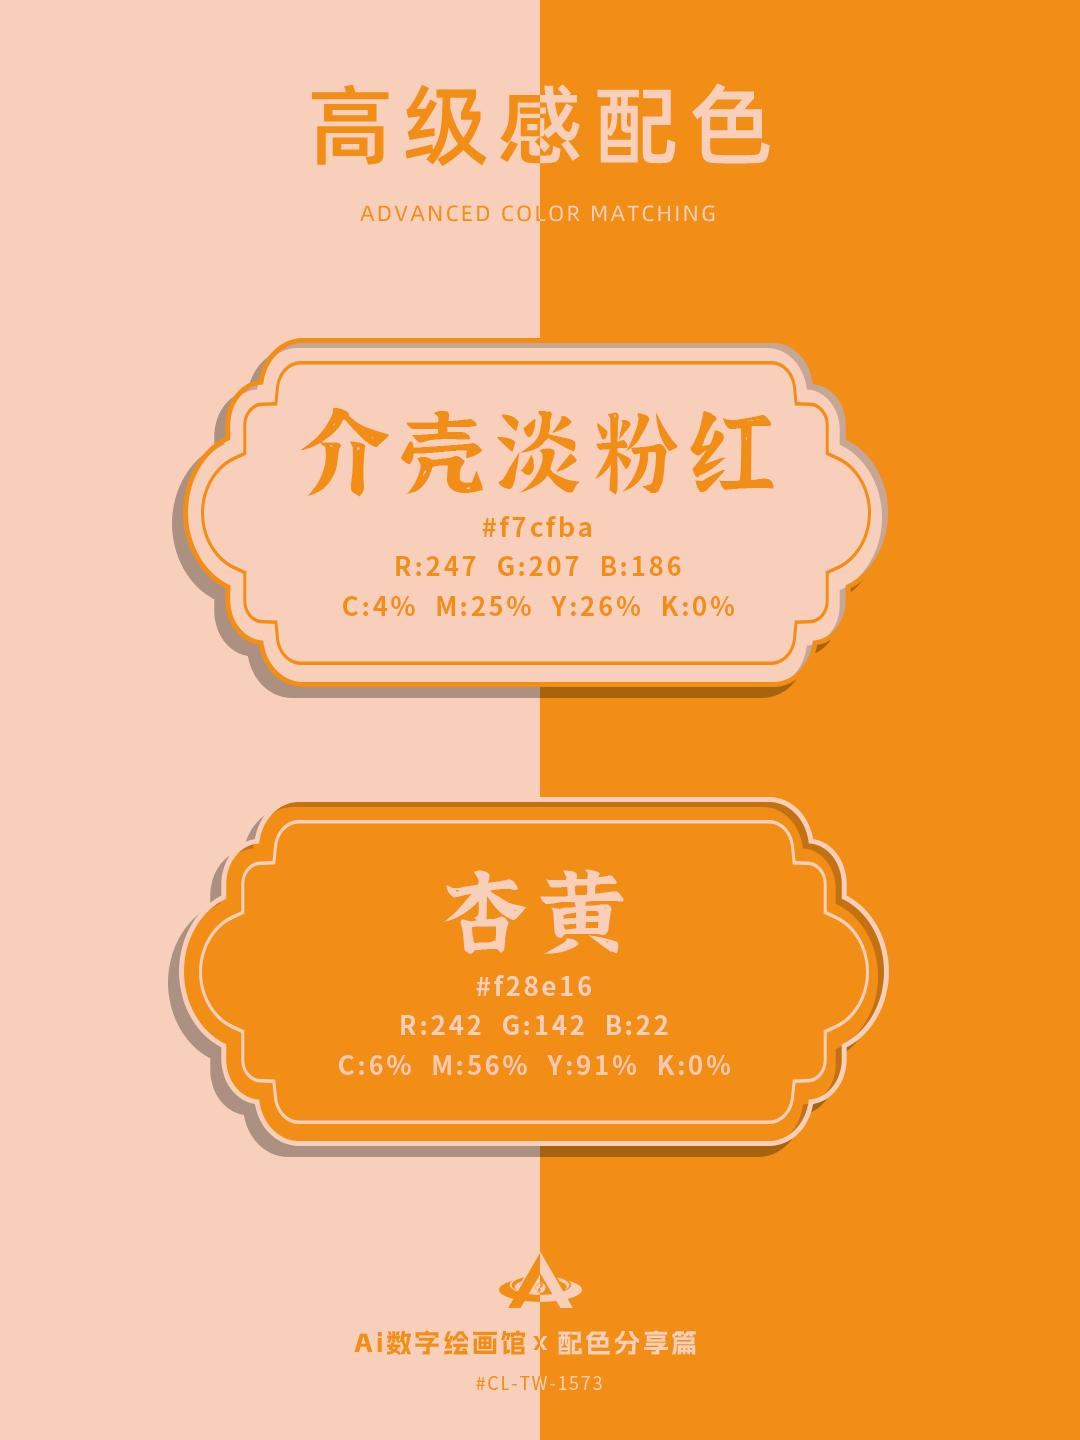 高级感配色
ADVANCED COLOR MATCHING
介壳淡粉红
#f7cfba
R:247 G:207 B:186
C:4% M:25% Y:26% K:0%
杏黄
#f28e16
R:242 G:142 B:22
C:6% M:56% Y:91% K:0%
Ai数字绘画馆 x 配色分享篇
#CL-TW-1573